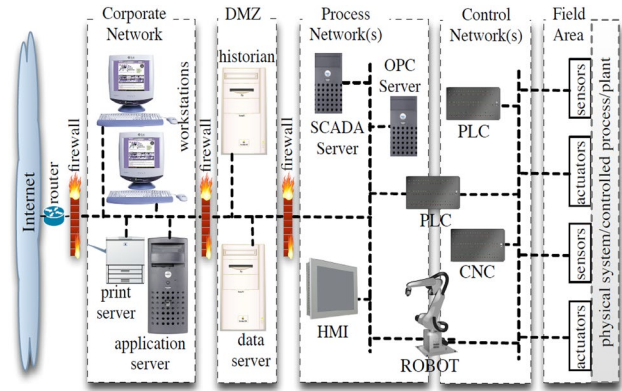 Corporate
Network
DMZ
Process
Network(s)
Control
Network(s)
Field
Area
Internet
router
firewall
workstations
print
server
application
server
firewall
historian
data
server
firewall
SCADA
Server
OPC
Server
HMI
PLC
PLC
CNC
ROBOT
sensors
actuators
sensors
actuators
physical system/controlled process/plant